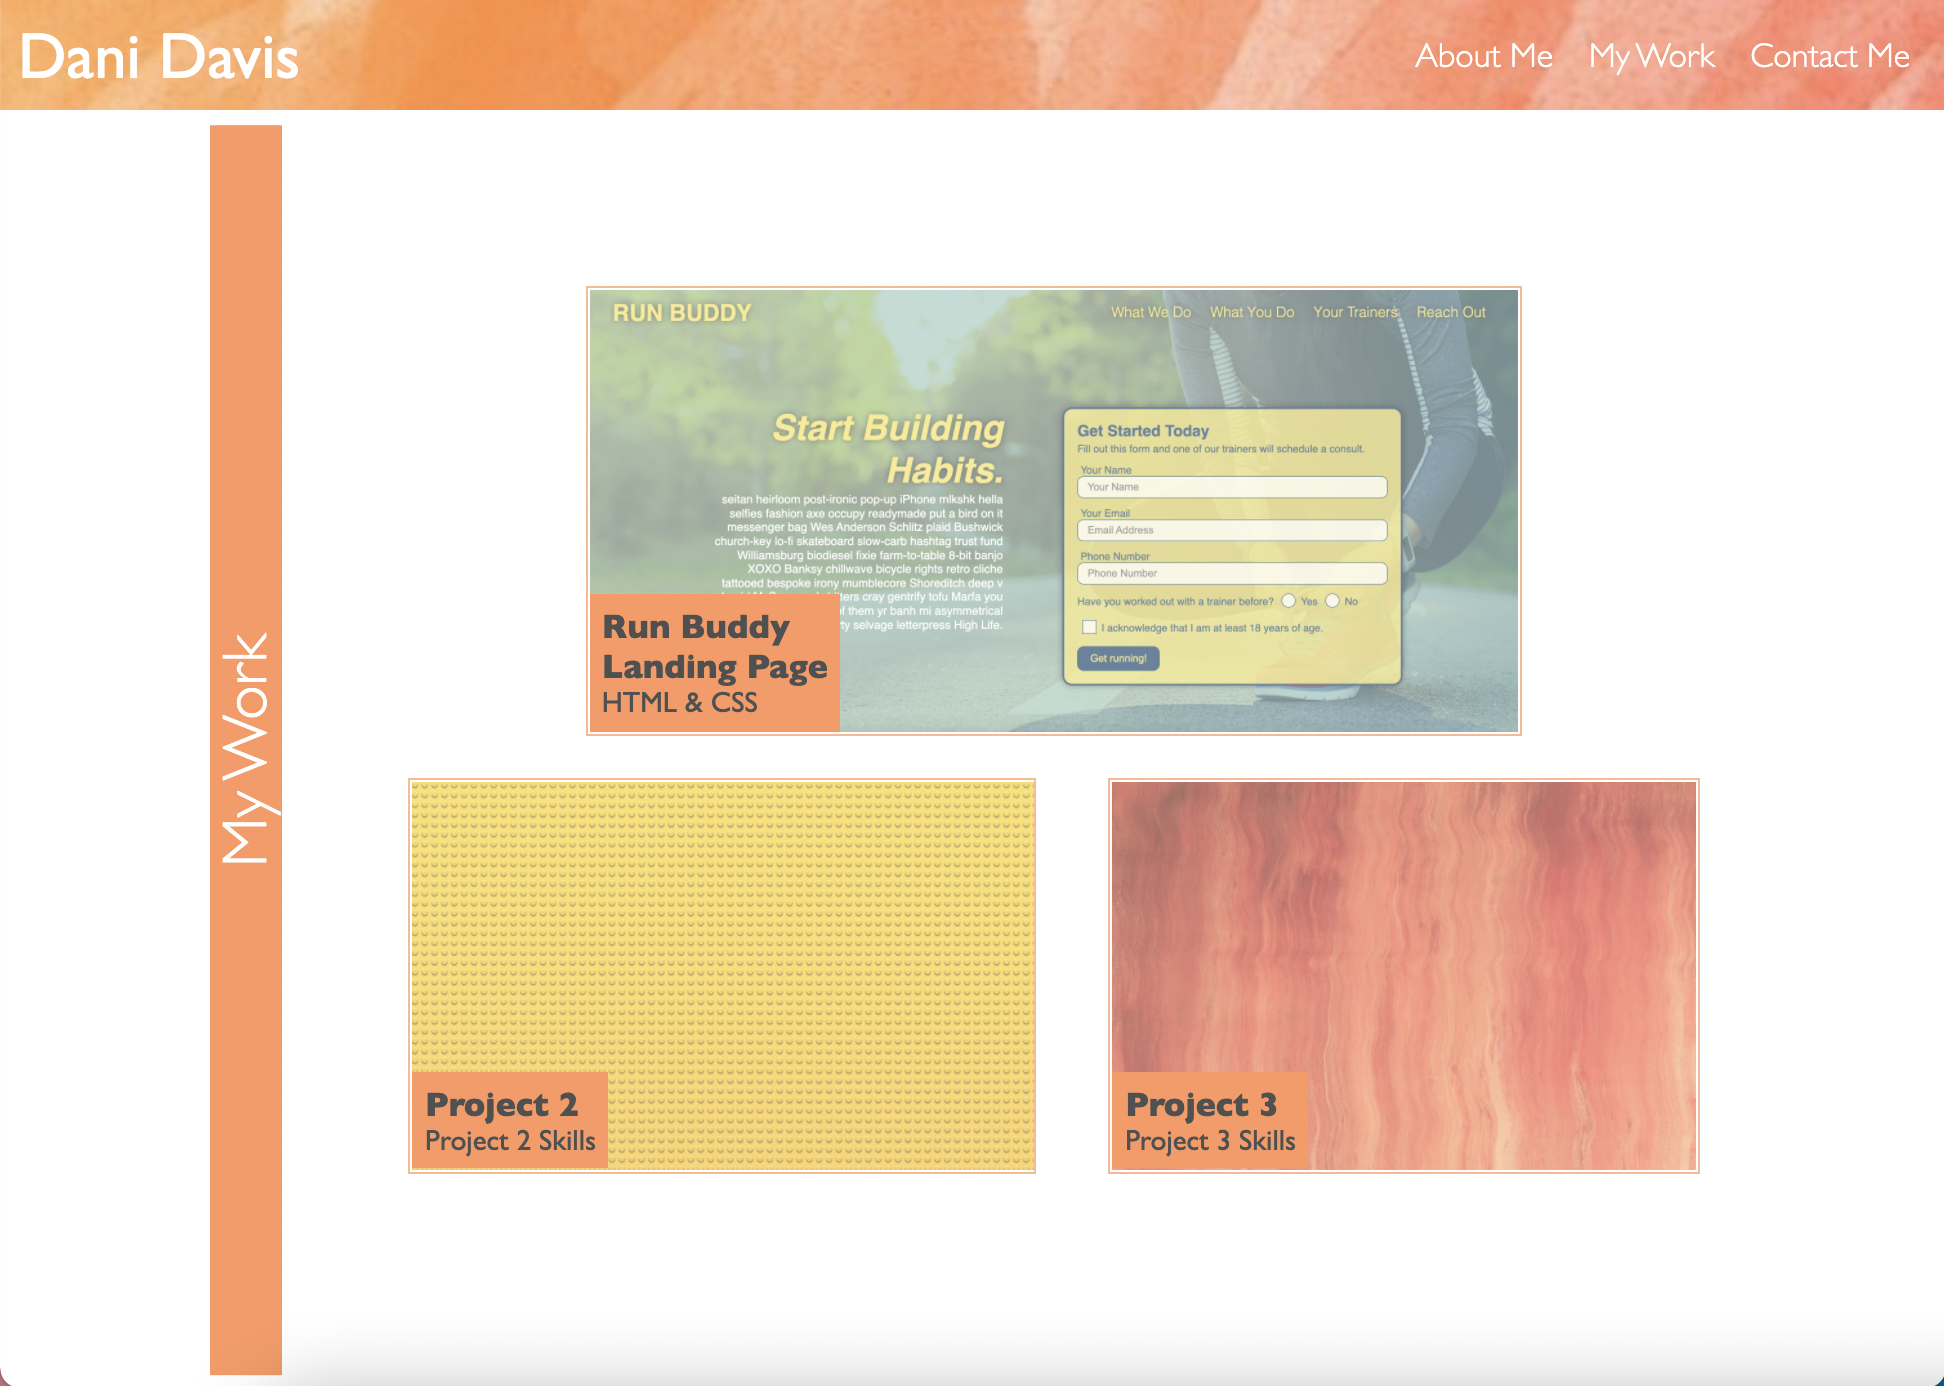 Dani Davis
About Me My Work Contact Me
My Work
RUN BUDDY
What We Do What You Do Your Trainers Reach Out
Start Building
Habits.
seitan heirloom post-ironic pop-up iPhone mlkshk hella
selfies fashion axe occupy readymade put a bird on it
messenger bag Wes Anderson Schlitz plaid Bushwick
church-key lo-fi skateboard slow-carb hashtag trust fund
Williamsburg biodiesel fixie farm-to-table 8-bit banjo
XOXO Banksy chillwave bicycle rights retro cliche
tattooed bespoke irony mumblecore Shoreditch deep v
cray gentrify tofu Marfa you
of them yr banh mi asymmetrical
selvage letterpress High Life.
Get Started Today
Fill out this form and one of our trainers will schedule a consult.
Your Name
Your Name
Your Email
Email Address
Phone Number
Phone Number
Have you worked out with a trainer before? Yes No
I acknowledge that I am at least 18 years of age.
Get running!
Run Buddy
Landing Page
HTML & CSS
Project 2
Project 2 Skills
Project 3
Project 3 Skills